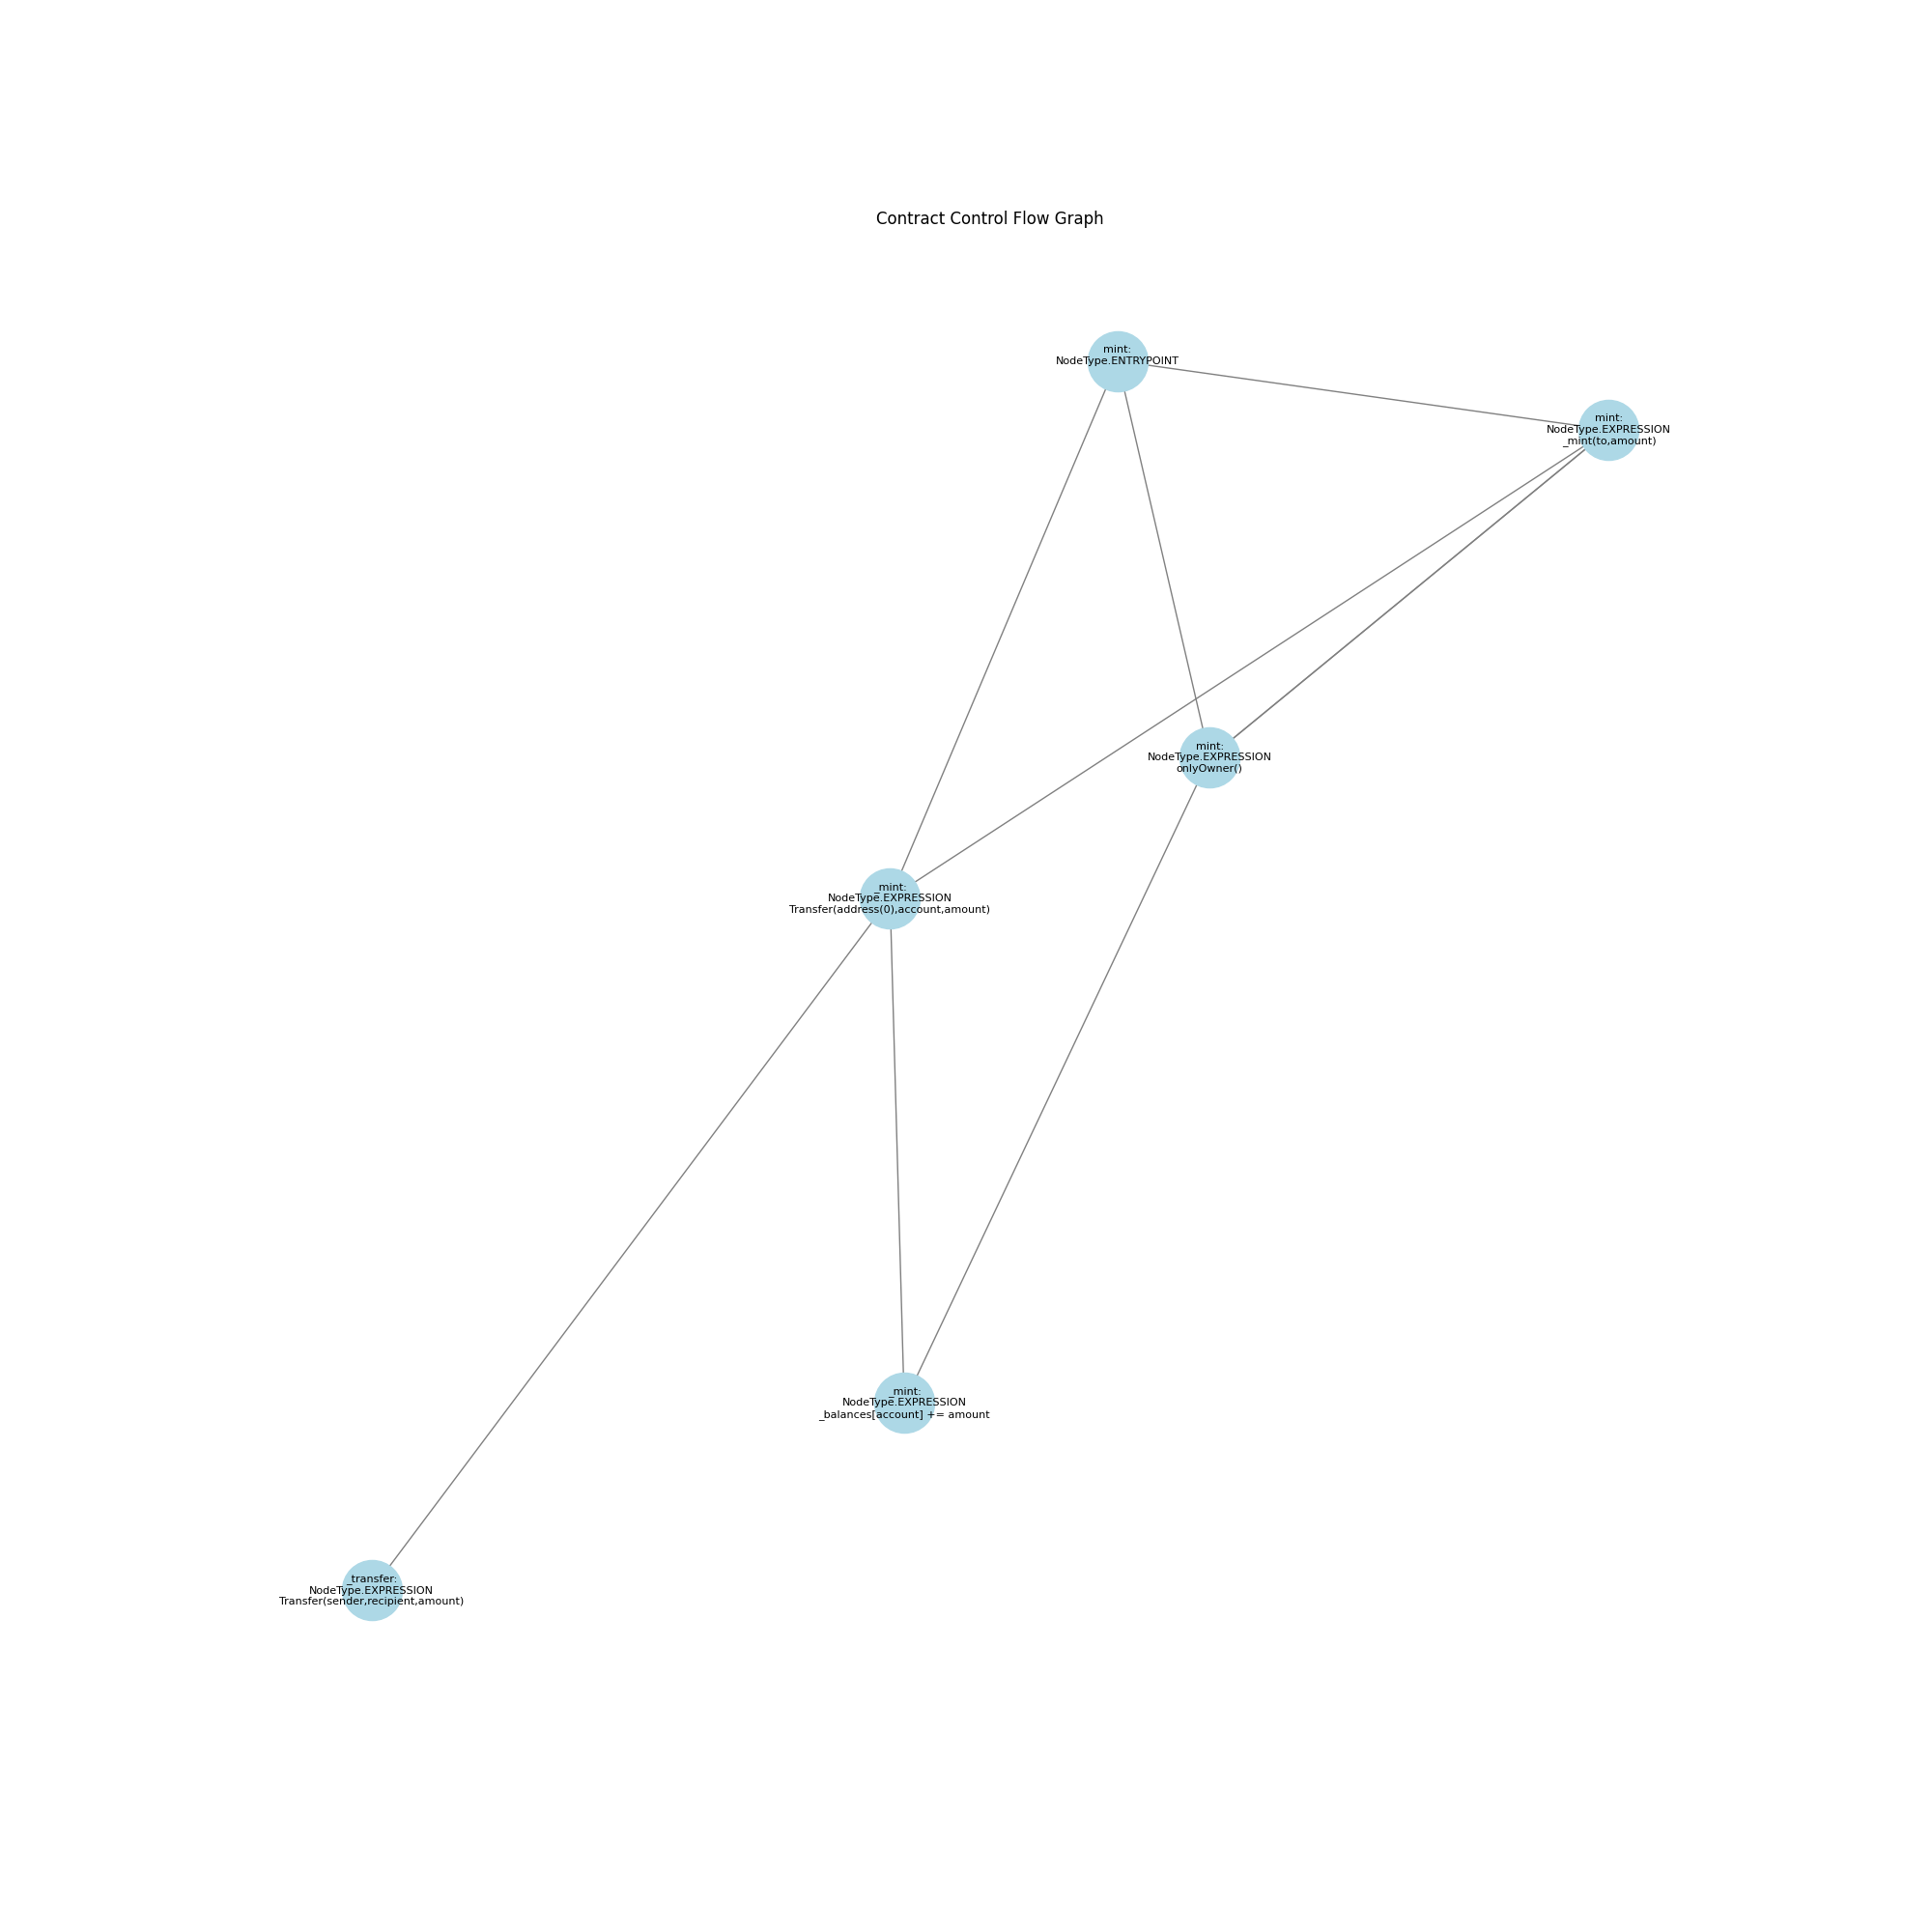 Contract Control Flow Graph
mint:
NodeType.ENTRYPOINT
mint:
NodeType.EXPRESSION
_mint(to,amount)
mint:
NodeType.EXPRESSION
onlyOwner()
_mint:
NodeType.EXPRESSION
Transfer(address(0),account,amount)
_mint:
NodeType.EXPRESSION
_balances[account] += amount
_transfer:
NodeType.EXPRESSION
Transfer(sender,recipient,amount)